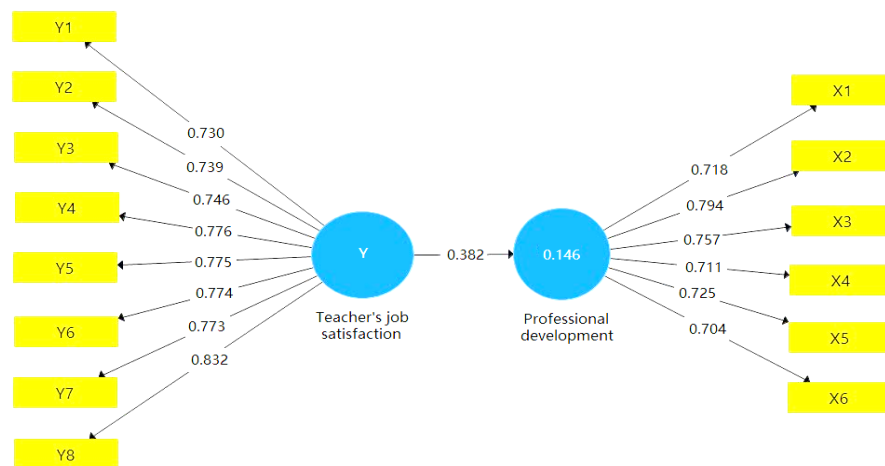 Y1
Y2
Y3
Y4
Y5
Y6
Y7
Y8
0.730
0.739
0.746
0.776
0.775
0.774
0.773
0.832
Y
Teacher's job
satisfaction
0.382
0.146
Professional
development
0.718
0.794
0.757
0.711
0.725
0.704
X1
X2
X3
X4
X5
X6